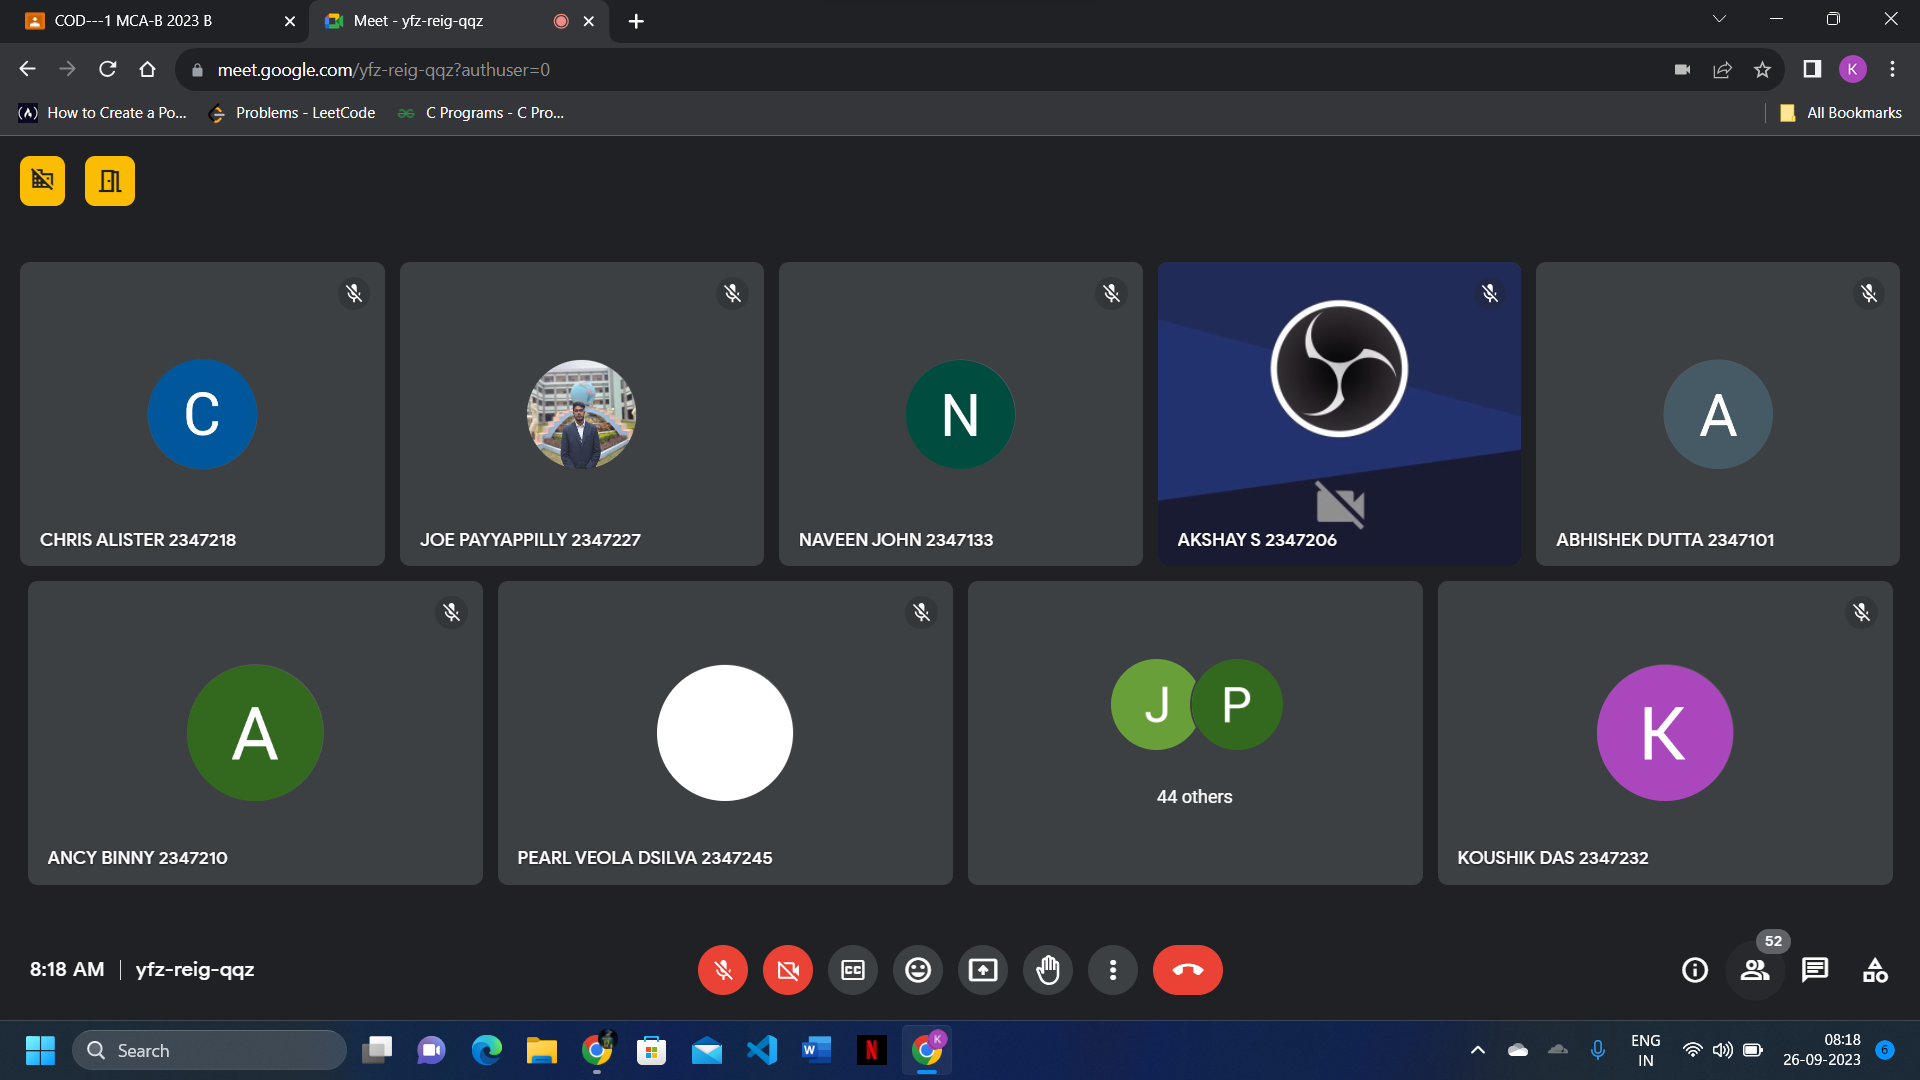 COD---1 MCA-B 2023 B
Meet - yfz-reig-qqz
meet.google.com/yfz-reig-qqz?authuser=0
K
How to Create a Po...
Problems - LeetCode
C Programs - C Pro...
All Bookmarks
C
CHRIS ALISTER 2347218
JOE PAYYAPPILLY 2347227
N
NAVEEN JOHN 2347133
AKSHAY S 2347206
A
ABHISHEK DUTTA 2347101
A
ANCY BINNY 2347210
PEARL VEOLA DSILVA 2347245
J P
44 others
K
KOUSHIK DAS 2347232
8:18 AM
yfz-reig-qqz
CC
52
Search
W
N
K
ENG
IN
08:18
26-09-2023
6